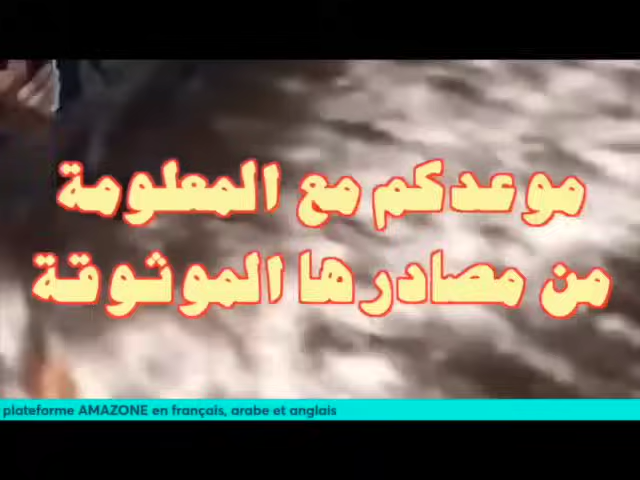 موعدكم مع المعلومة
من مصادرها الموثوقة
plateforme AMAZONE en français, arabe et anglais